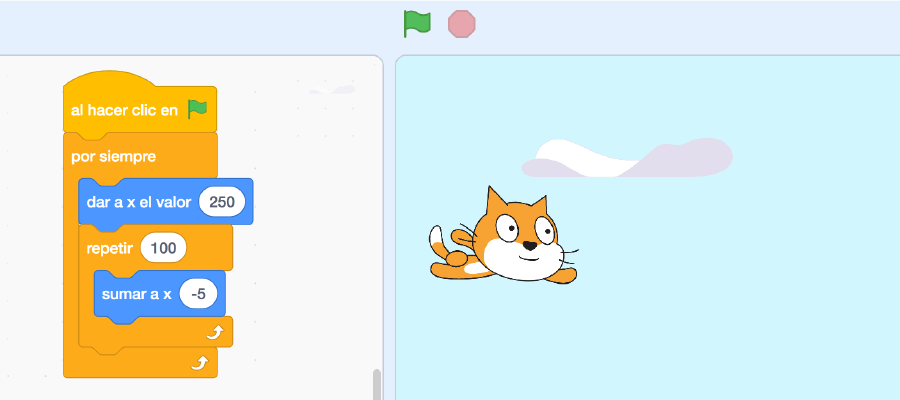 al hacer clic en
por siempre
dar a x el valor 250
repetir 100
sumar a x -5